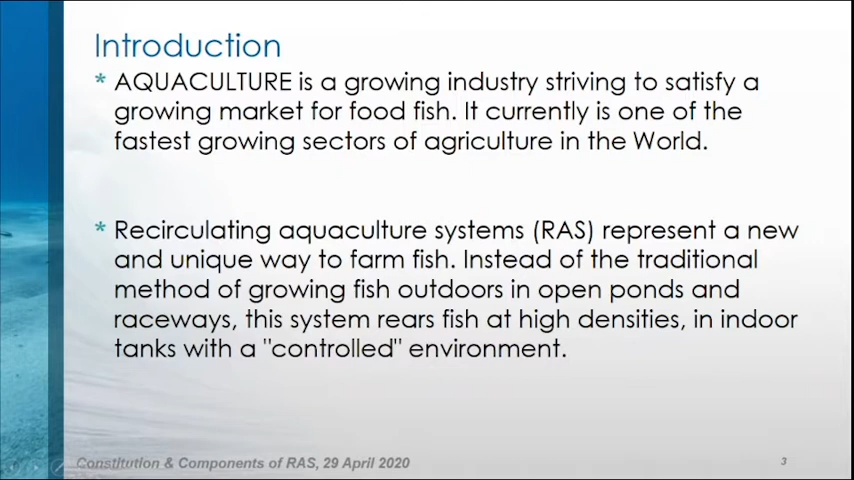 Introduction
* AQUACULTURE is a growing industry striving to satisfy a
growing market for food fish. It currently is one of the
fastest growing sectors of agriculture in the World.
* Recirculating aquaculture systems (RAS) represent a new
and unique way to farm fish. Instead of the traditional
method of growing fish outdoors in open ponds and
raceways, this system rears fish at high densities, in indoor
tanks with a "controlled" environment.
Constitution & Components of RAS, 29 April 2020
3